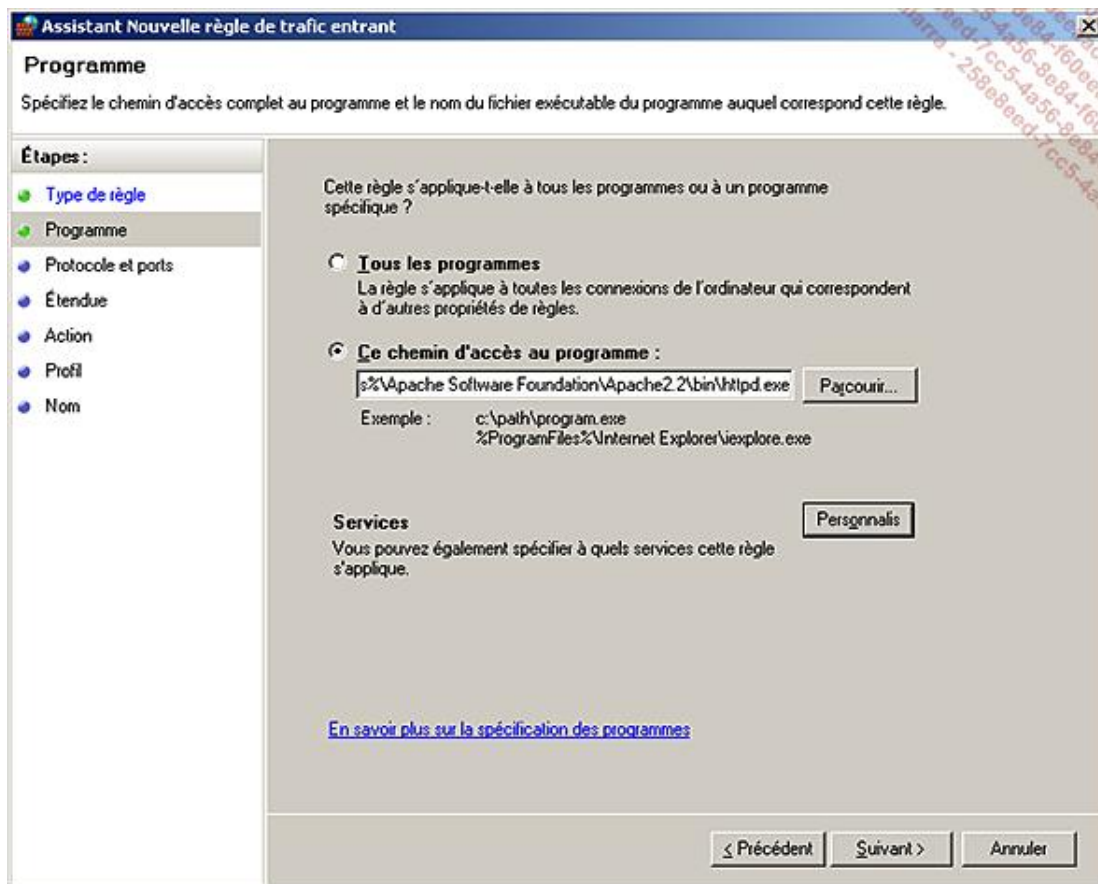 Assistant Nouvelle règle de trafic entrant
Programme
Spécifiez le chemin d'accès complet au programme et le nom du fichier exécutable du programme auquel correspond cette règle.
Étapes :
Type de règle
Programme
Protocole et ports
Étendue
Action
Profil
Nom
Cette règle s'applique-t-elle à tous les programmes ou à un programme
spécifique ?
Tous les programmes
La règle s'applique à toutes les connexions de l'ordinateur qui correspondent
à d'autres propriétés de règles.
Ce chemin d'accès au programme :
s%\Apache Software Foundation\Apache2.2\bin\httpd.exe
Parcourir...
Exemple : c:\path\program.exe
%ProgramFiles%\Internet Explorer\iexplore.exe
Services
Personnalis
Vous pouvez également spécifier à quels services cette règle
s'applique.
En savoir plus sur la spécification des programmes
< Précédent
Suivant >
Annuler